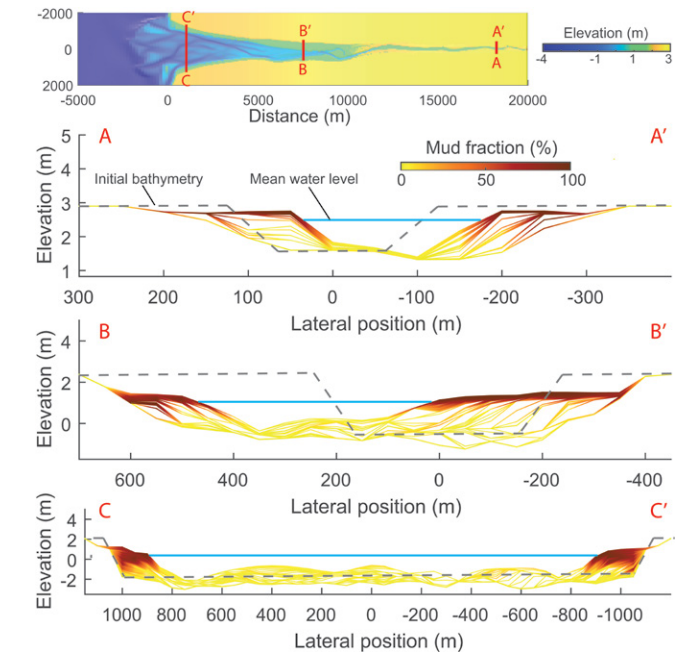 -2000
0
2000
C'
C
B'
B
A'
A
-5000 0 5000 10000 15000 20000
Distance (m)
Elevation (m)
-4 -1 1 3
A A'
Elevation (m)
5
4
3
2
1
Initial bathymetry
Mean water level
Mud fraction (%)
0 50 100
300 200 100 0 -100 -200 -300
Lateral position (m)
B B'
Elevation (m)
4
2
0
600 400 200 0 -200 -400
Lateral position (m)
C C'
Elevation (m)
4
2
0
-2
1000 800 600 400 200 0 -200 -400 -600 -800 -1000
Lateral position (m)